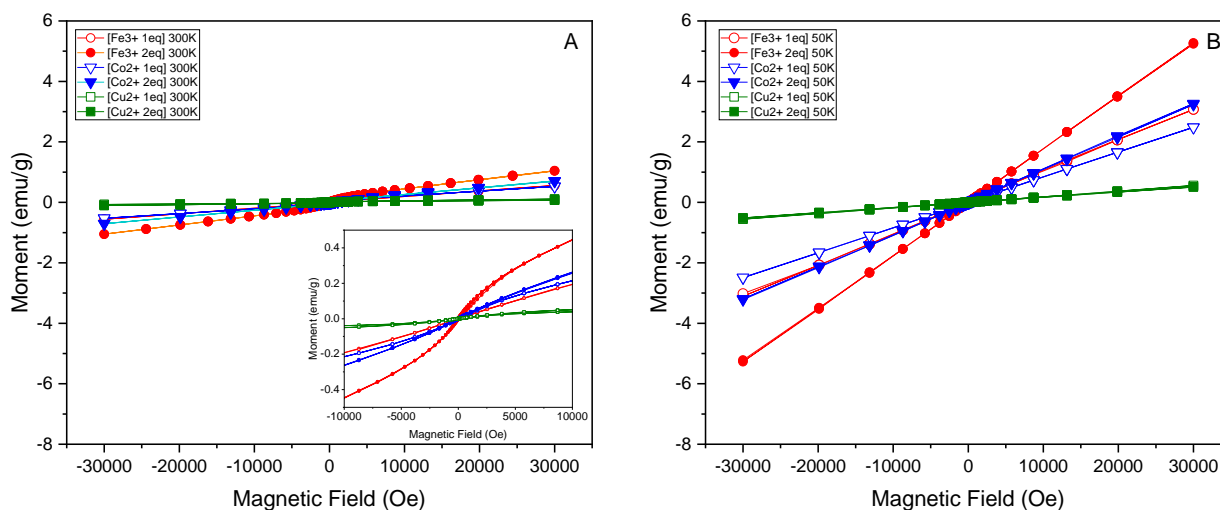 A
[Fe3+ 1eq] 300K
[Fe3+ 2eq] 300K
[Co2+ 1eq] 300K
[Co2+ 2eq] 300K
[Cu2+ 1eq] 300K
[Cu2+ 2eq] 300K
6
4
2
0
-2
-4
-6
-8
Moment (emu/g)
-30000 -20000 -10000 0 10000 20000 30000
Magnetic Field (Oe)
0.4
0.2
0.0
-0.2
-0.4
Moment (emu/g)
-10000 -5000 0 5000 10000
Magnetic Field (Oe)
B
[Fe3+ 1eq] 50K
[Fe3+ 2eq] 50K
[Co2+ 1eq] 50K
[Co2+ 2eq] 50K
[Cu2+ 1eq] 50K
[Cu2+ 2eq] 50K
6
4
2
0
-2
-4
-6
-8
Moment (emu/g)
-30000 -20000 -10000 0 10000 20000 30000
Magnetic Field (Oe)